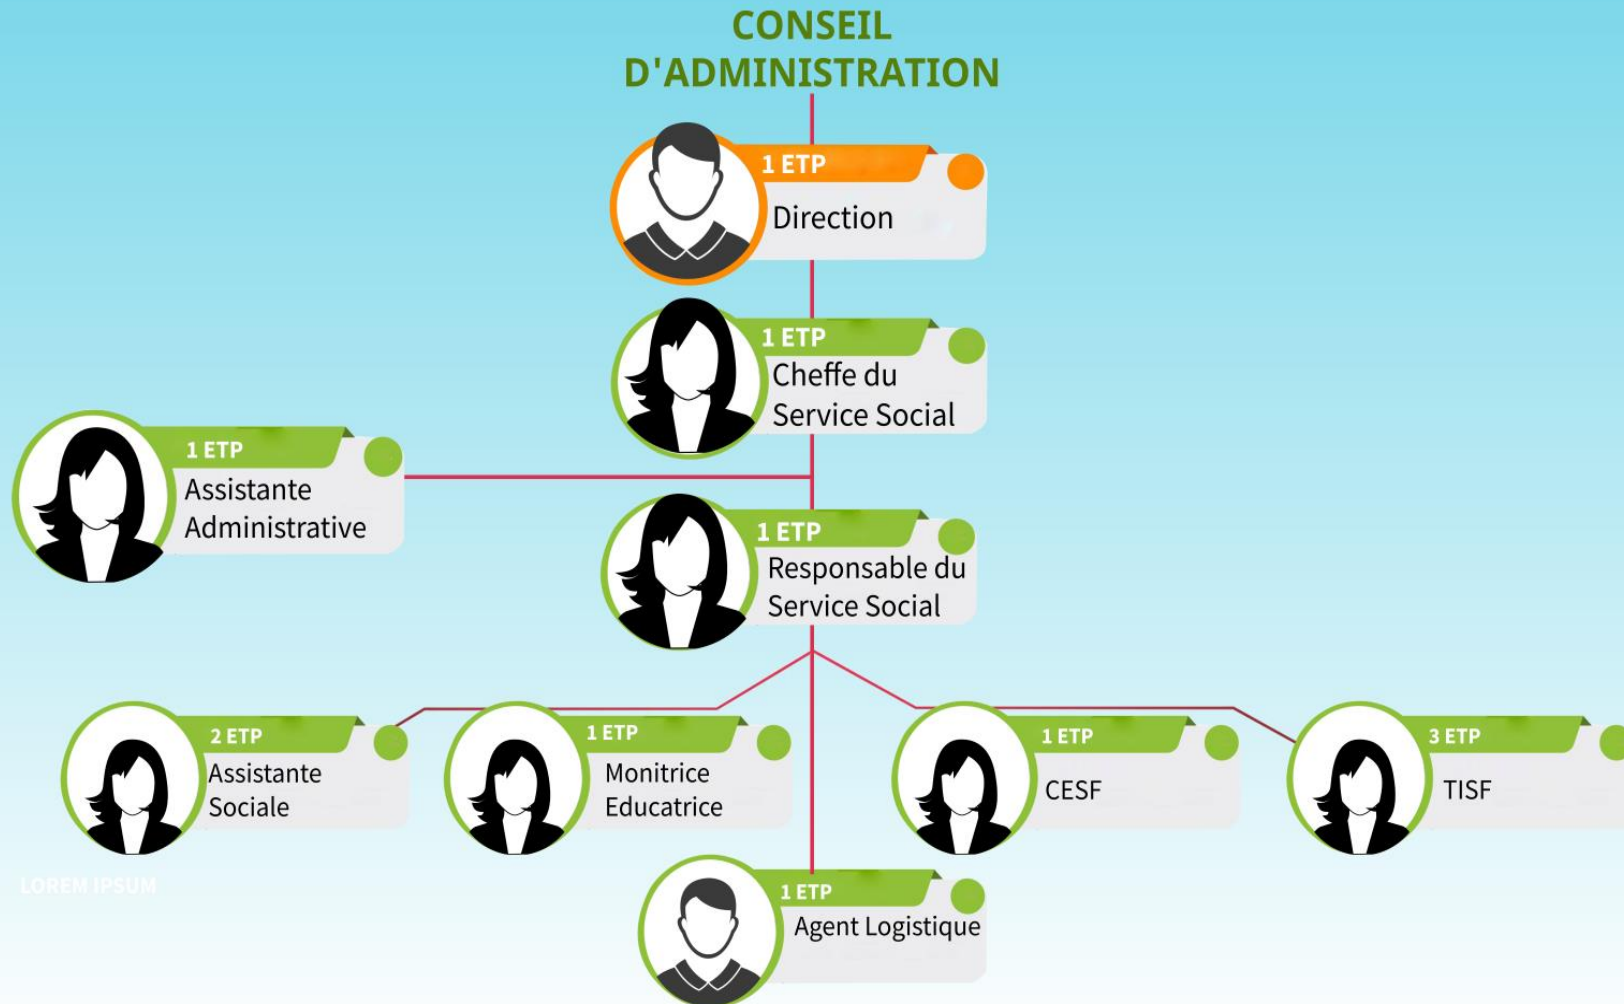 CONSEIL
D'ADMINISTRATION
1 ETP
Direction
1 ETP
Cheffe du
Service Social
1 ETP
Assistante
Administrative
1 ETP
Responsable du
Service Social
2 ETP
Assistante
Sociale
1 ETP
Monitrice
Educatrice
1 ETP
CESF
3 ETP
TISF
LOREM IPSUM
1 ETP
Agent Logistique